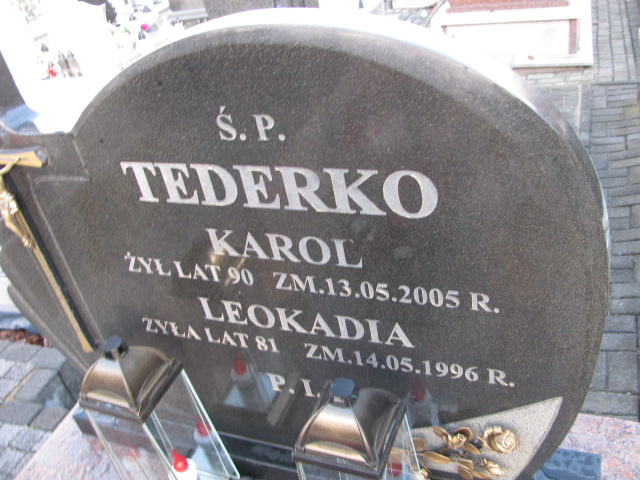 Ś. P.
TEDERKO
KAROL
ŻYŁ LAT 90 ZM.13.05.2005 R.
LEOKADIA
ŻYŁA LAT 81 ZM.14.05.1996 R.
P. I.